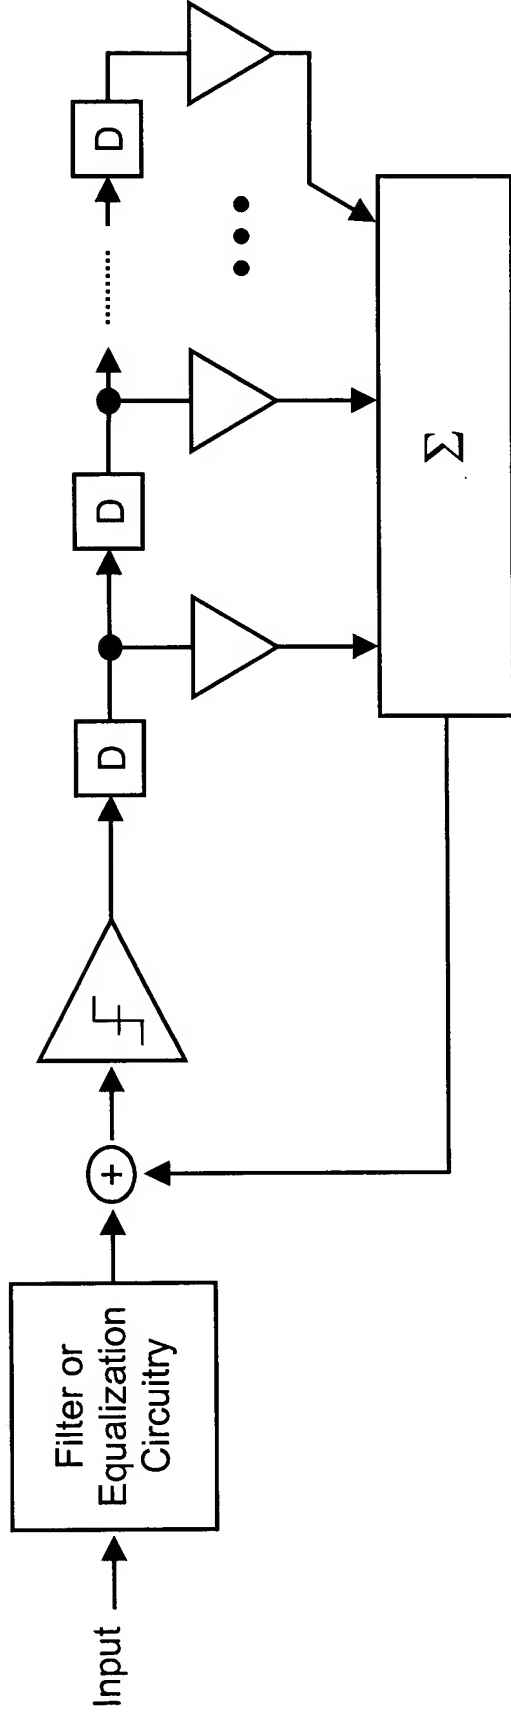 Input
Filter or
Equalization
Circuitry
+
D
D
D
Σ